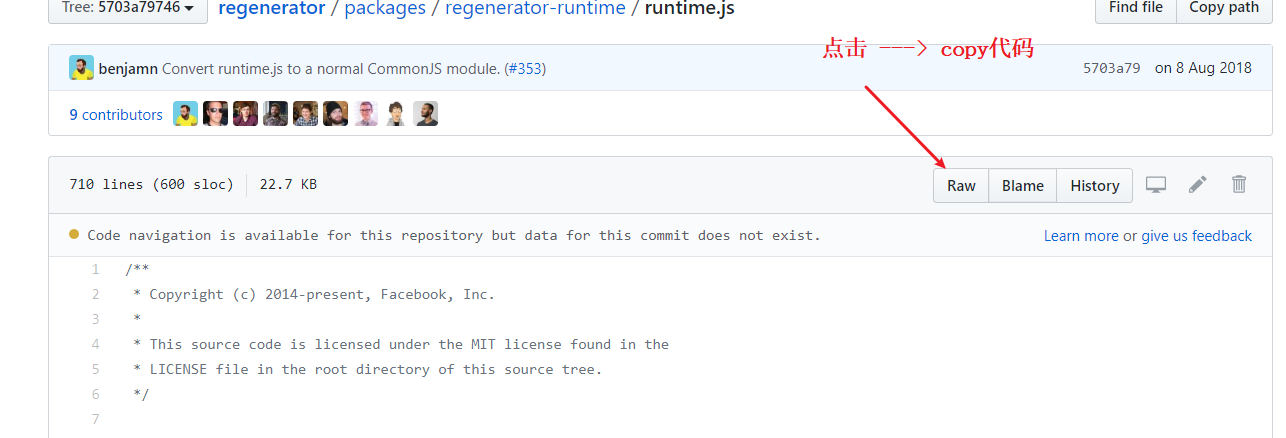 Tree: 5703a79746 regenerator / packages / regenerator-runtime / runtime.js Find file Copy path
点击 ---> copy代码
benjamn Convert runtime.js to a normal CommonJS module. (#353) 5703a79 on 8 Aug 2018
9 contributors
710 lines (600 sloc) 22.7 KB Raw Blame History
Code navigation is available for this repository but data for this commit does not exist. Learn more or give us feedback
1 /**
2 * Copyright (c) 2014-present, Facebook, Inc.
3 *
4 * This source code is licensed under the MIT license found in the
5 * LICENSE file in the root directory of this source tree.
6 */
7